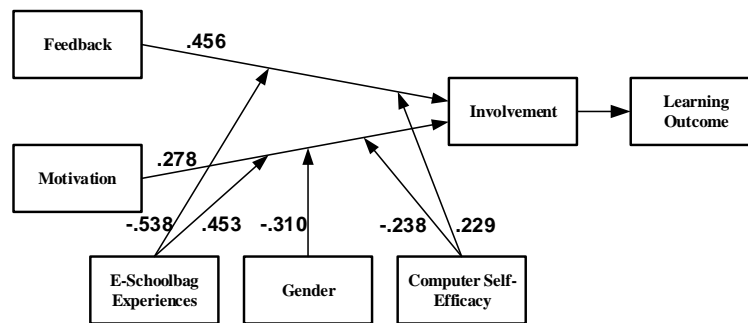 Feedback
.456
Involvement
Learning
Outcome
Motivation
.278
-.538
.453
-.310
-.238
.229
E-Schoolbag
Experiences
Gender
Computer Self-
Efficacy